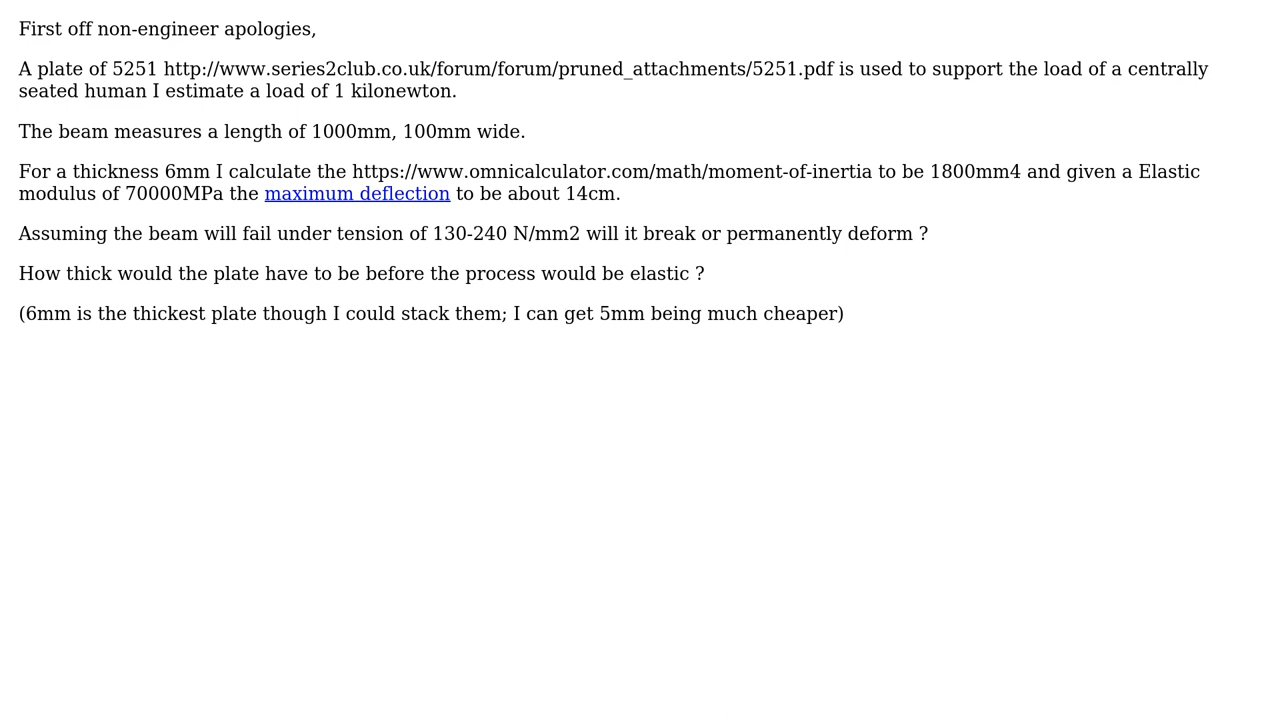 First off non-engineer apologies,
A plate of 5251 http://www.series2club.co.uk/forum/forum/pruned_attachments/5251.pdf is used to support the load of a centrally
seated human I estimate a load of 1 kilonewton.
The beam measures a length of 1000mm, 100mm wide.
For a thickness 6mm I calculate the https://www.omnicalculator.com/math/moment-of-inertia to be 1800mm4 and given a Elastic
modulus of 70000MPa the maximum deflection to be about 14cm.
Assuming the beam will fail under tension of 130-240 N/mm2 will it break or permanently deform ?
How thick would the plate have to be before the process would be elastic ?
(6mm is the thickest plate though I could stack them; I can get 5mm being much cheaper)